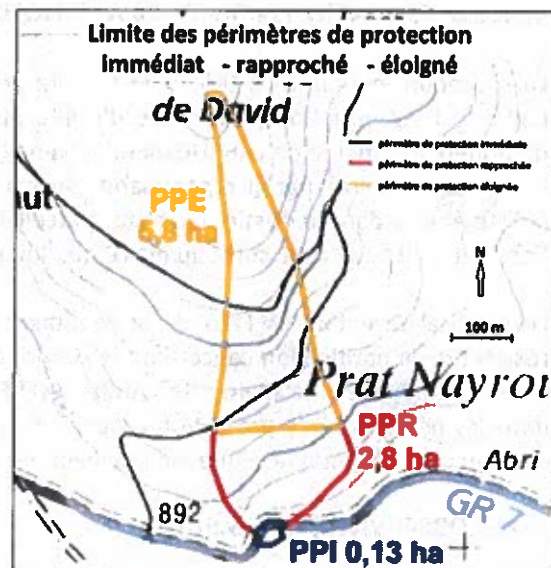 Limite des périmètres de protection
immédiat - rapproché - éloigné
de David
périmètre de protection immédiate
périmètre de protection rapprochée
périmètre de protection éloignée
PPE
5,8 ha
aut
N
100 m
Prat Nayrou
PPR
2,8 ha
Abri
892
GR 7
PPI 0,13 ha